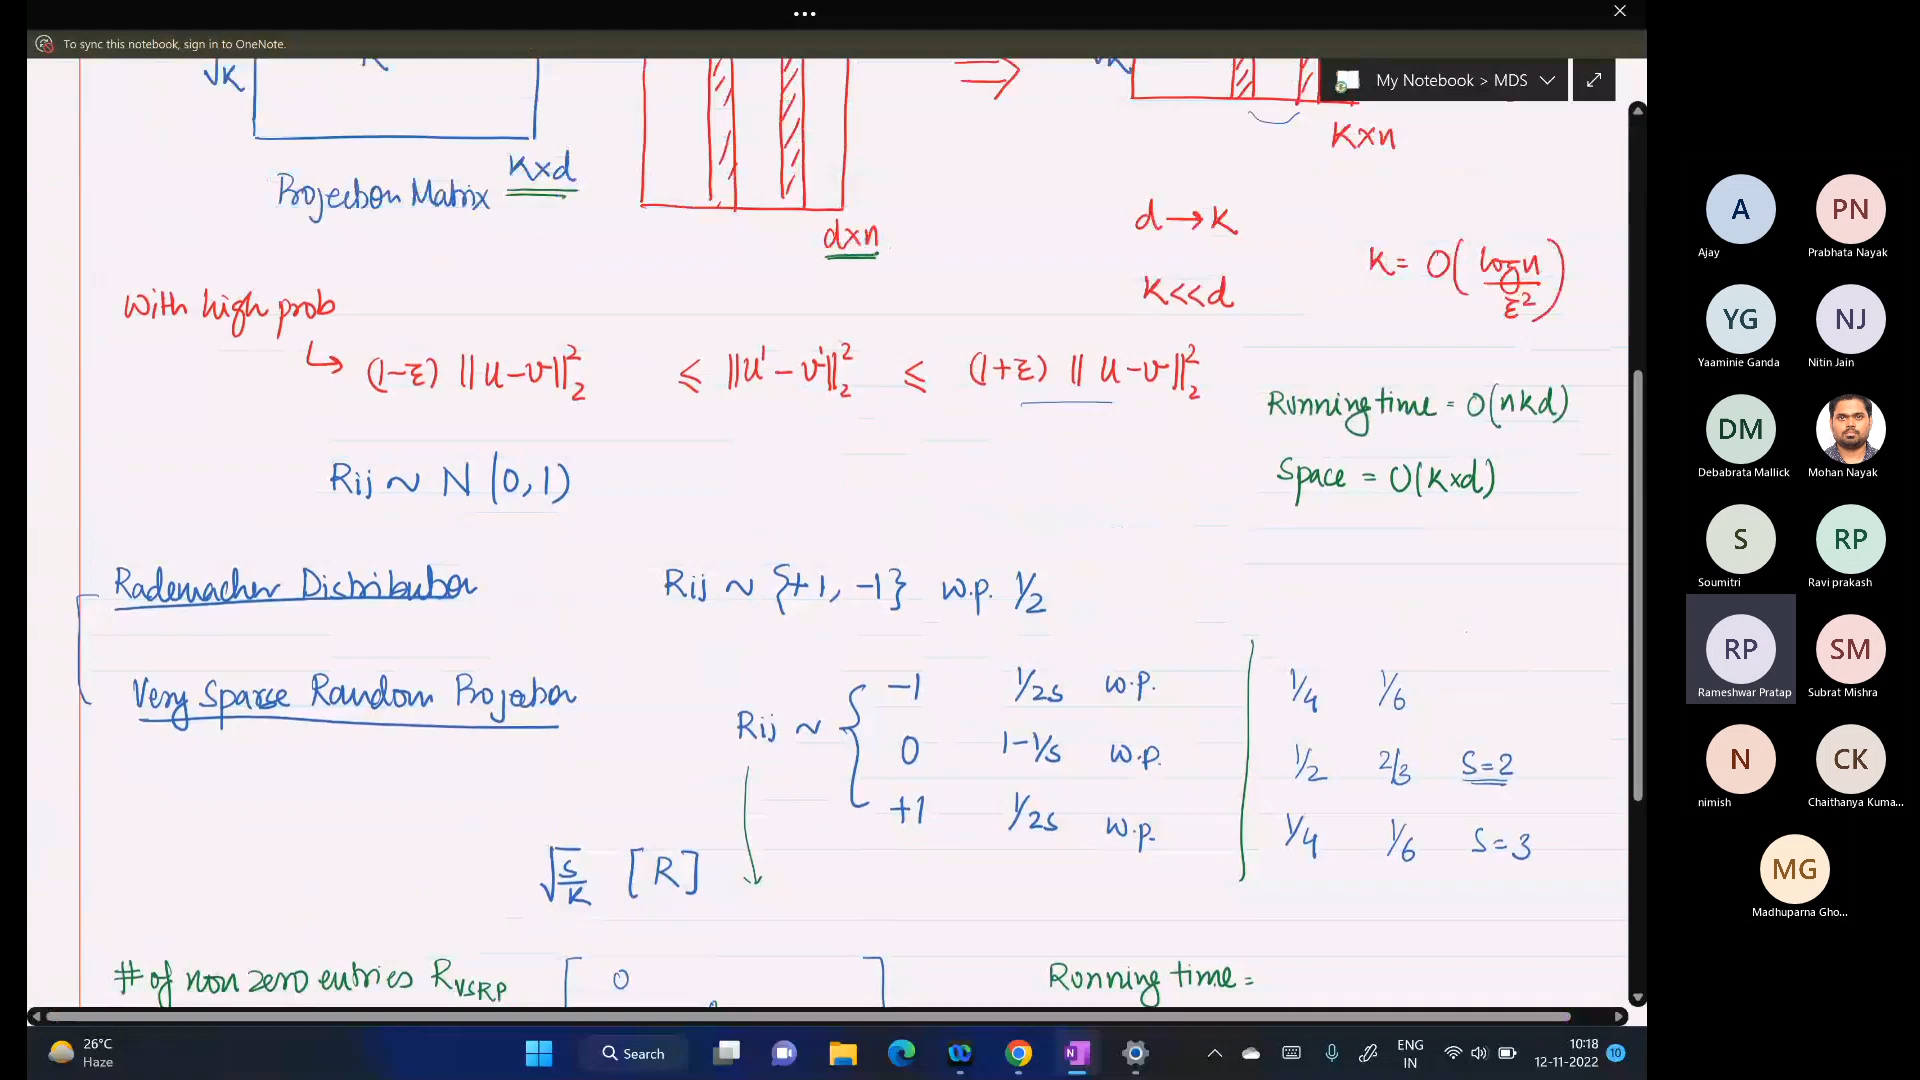 To sync this notebook, sign in to OneNote.
My Notebook > MDS
√K
Projection Matrix K×d
d×n
K×n
d → K
K<<d
K = O( log n / ε² )
With high prob
(1-ε) ‖u-v‖₂² ≤ ‖u'-v'‖₂² ≤ (1+ε) ‖u-v‖₂²
Running time = O(nkd)
Space = O(K×d)
Rij ~ N(0,1)
Rademacher Distribution
Rij ~ {+1, -1} w.p. 1/2
Very Sparse Random Projection
Rij ~ { -1 1/2s w.p.
0 1-1/s w.p.
+1 1/2s w.p.
1/4 1/6
1/2 2/3 S=2
1/4 1/6 S=3
√s/K [R]
# of non zero entries R_VSRP
[ 0 ]
Running time =
A
Ajay
PN
Prabhata Nayak
YG
Yaaminie Ganda
NJ
Nitin Jain
DM
Debabrata Mallick
Mohan Nayak
S
Soumitri
RP
Ravi prakash
RP
Rameshwar Pratap
SM
Subrat Mishra
N
nimish
CK
Chaithanya Kuma...
MG
Madhuparna Gho...
26°C
Haze
Search
ENG
IN
10:18
12-11-2022
10